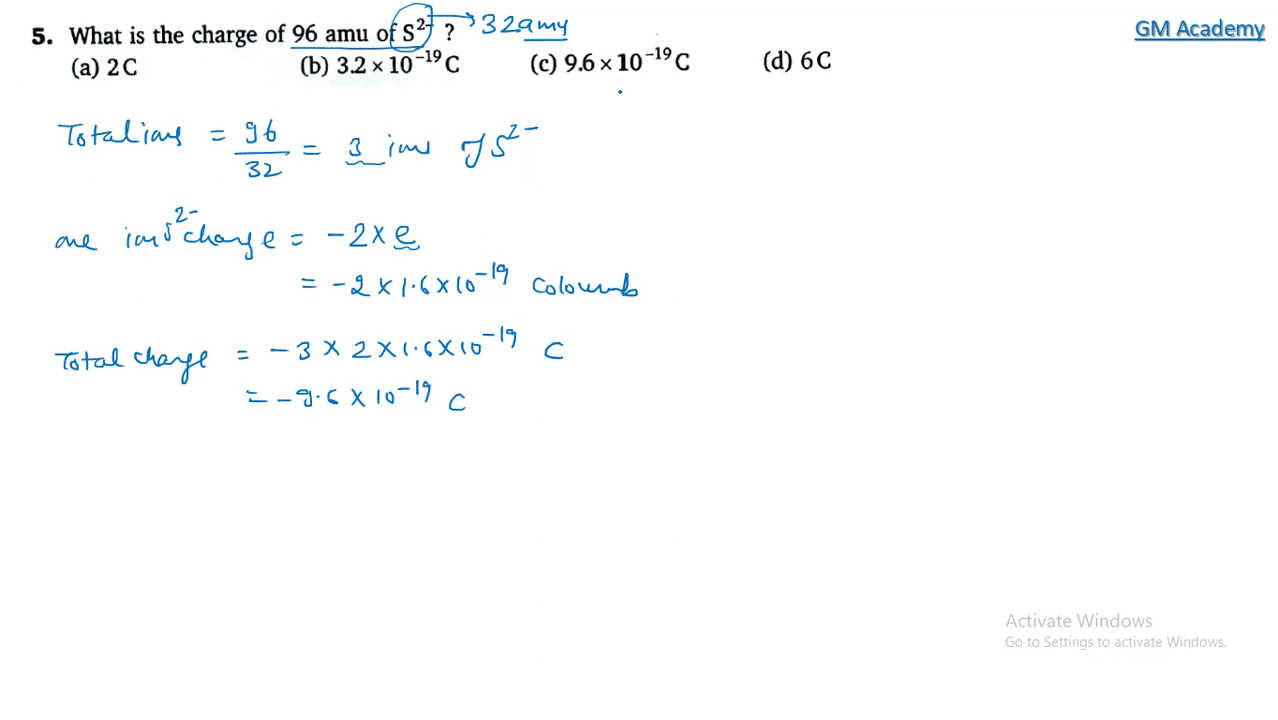 5. What is the charge of 96 amu of S²⁻ ? → 32amu
GM Academy
(a) 2 C (b) 3.2 × 10⁻¹⁹ C (c) 9.6 × 10⁻¹⁹ C (d) 6 C
Total ions = 96/32 = 3 ions of S²⁻
one ion S²⁻ charge = -2 × e
= -2 × 1.6 × 10⁻¹⁹ Coloumb
Total charge = -3 × 2 × 1.6 × 10⁻¹⁹ C
= -9.6 × 10⁻¹⁹ C
Activate Windows
Go to Settings to activate Windows.